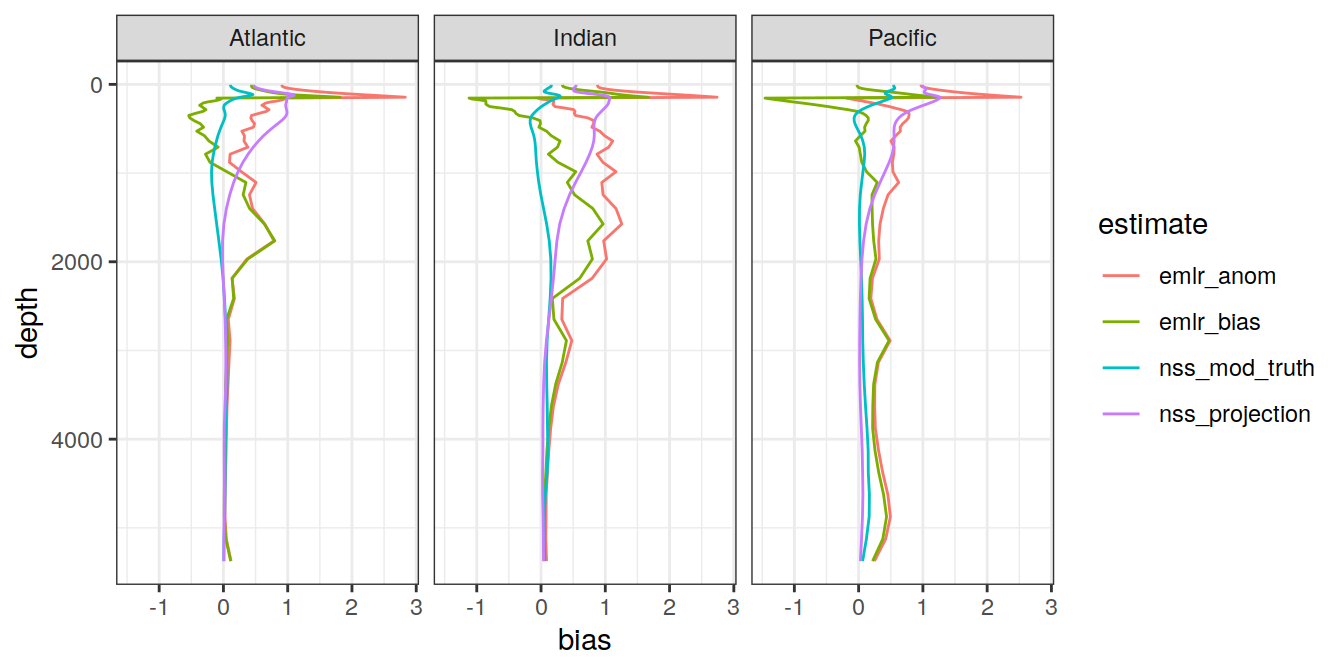 Atlantic Indian Pacific
0
2000
4000
depth
-1 0 1 2 3 -1 0 1 2 3 -1 0 1 2 3
bias
estimate
emlr_anom
emlr_bias
nss_mod_truth
nss_projection